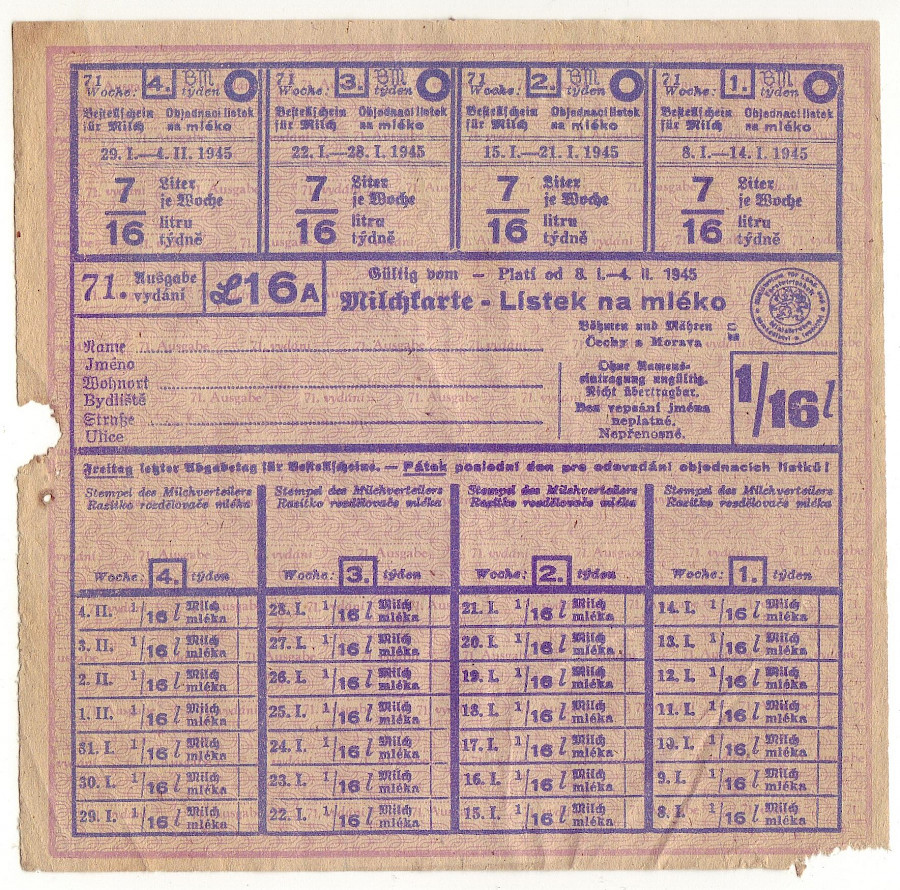 71 Woche: 4. BM týden
Bestellschein Objednací lístek
für Milch na mléko
29. I.—4. II. 1945
7/16 Liter je Woche
litru týdně
71 Woche: 3. BM týden
Bestellschein Objednací lístek
für Milch na mléko
22. I.—28. I. 1945
7/16 Liter je Woche
litru týdně
71 Woche: 2. BM týden
Bestellschein Objednací lístek
für Milch na mléko
15. I.—21. I. 1945
7/16 Liter je Woche
litru týdně
71 Woche: 1. BM týden
Bestellschein Objednací lístek
für Milch na mléko
8. I.—14. I. 1945
7/16 Liter je Woche
litru týdně
71. Ausgabe
vydání
L16A
Gültig vom – Platí od 8. I.—4. II. 1945
Milchkarte - Lístek na mléko
Böhmen und Mähren
Čechy a Morava
Name
Jméno
Wohnort
Bydliště
Straße
Ulice
Ohne Namens-
eintragung ungültig.
Nicht übertragbar.
Bez vepsání jména
neplatné.
Nepřenosné.
1/16 l
Freitag letzter Abgabetag für Bestellscheine. — Pátek poslední den pro odevzdání objednacích lístků!
Stempel des Milchverteilers
Razítko rozdělovače mléka
Woche: 4. týden
Stempel des Milchverteilers
Razítko rozdělovače mléka
Woche: 3. týden
Stempel des Milchverteilers
Razítko rozdělovače mléka
Woche: 2. týden
Stempel des Milchverteilers
Razítko rozdělovače mléka
Woche: 1. týden
4. II. 1/16 l Milch mléka 28. I. 1/16 l Milch mléka 21. I. 1/16 l Milch mléka 14. I. 1/16 l Milch mléka
3. II. 1/16 l Milch mléka 27. I. 1/16 l Milch mléka 20. I. 1/16 l Milch mléka 13. I. 1/16 l Milch mléka
2. II. 1/16 l Milch mléka 26. I. 1/16 l Milch mléka 19. I. 1/16 l Milch mléka 12. I. 1/16 l Milch mléka
1. II. 1/16 l Milch mléka 25. I. 1/16 l Milch mléka 18. I. 1/16 l Milch mléka 11. I. 1/16 l Milch mléka
31. I. 1/16 l Milch mléka 24. I. 1/16 l Milch mléka 17. I. 1/16 l Milch mléka 10. I. 1/16 l Milch mléka
30. I. 1/16 l Milch mléka 23. I. 1/16 l Milch mléka 16. I. 1/16 l Milch mléka 9. I. 1/16 l Milch mléka
29. I. 1/16 l Milch mléka 22. I. 1/16 l Milch mléka 15. I. 1/16 l Milch mléka 8. I. 1/16 l Milch mléka